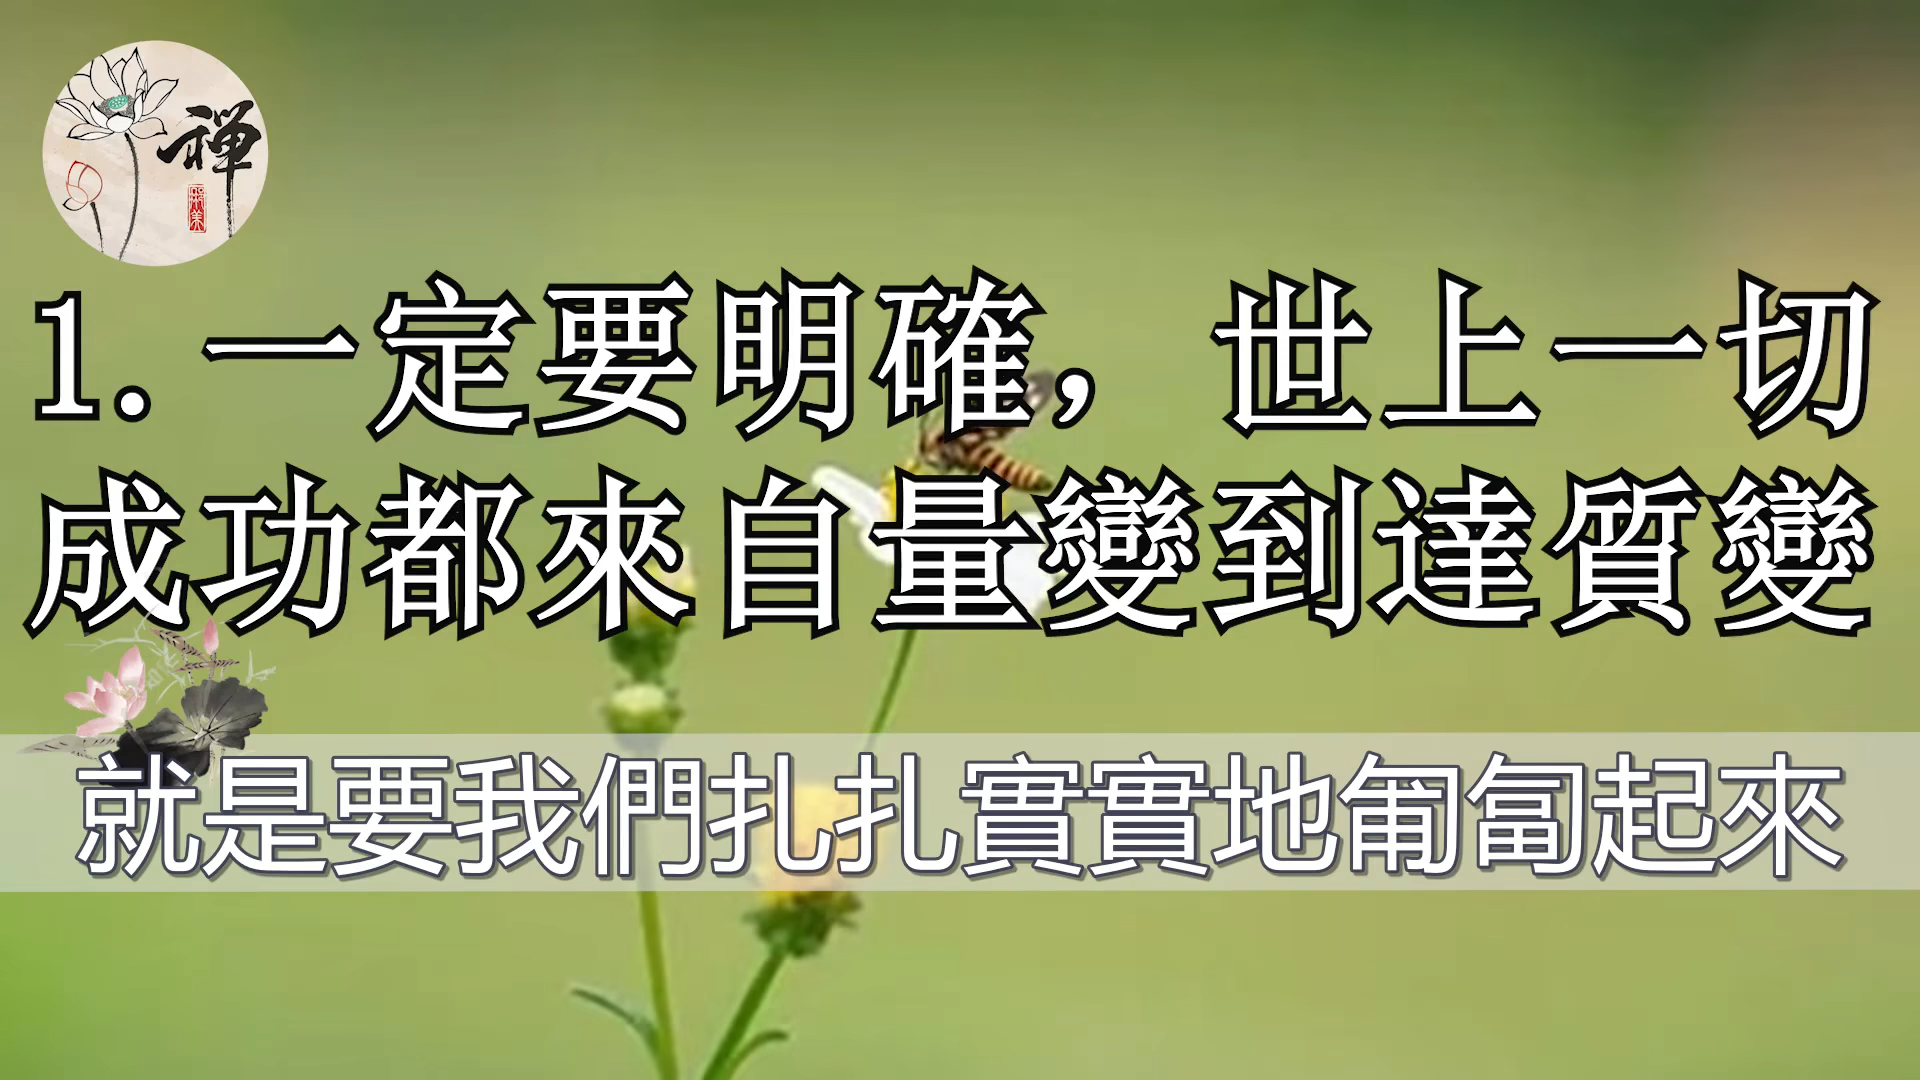 禅
1.一定要明確，世上一切
成功都來自量變到達質變
就是要我們扎扎實實地匍匐起來